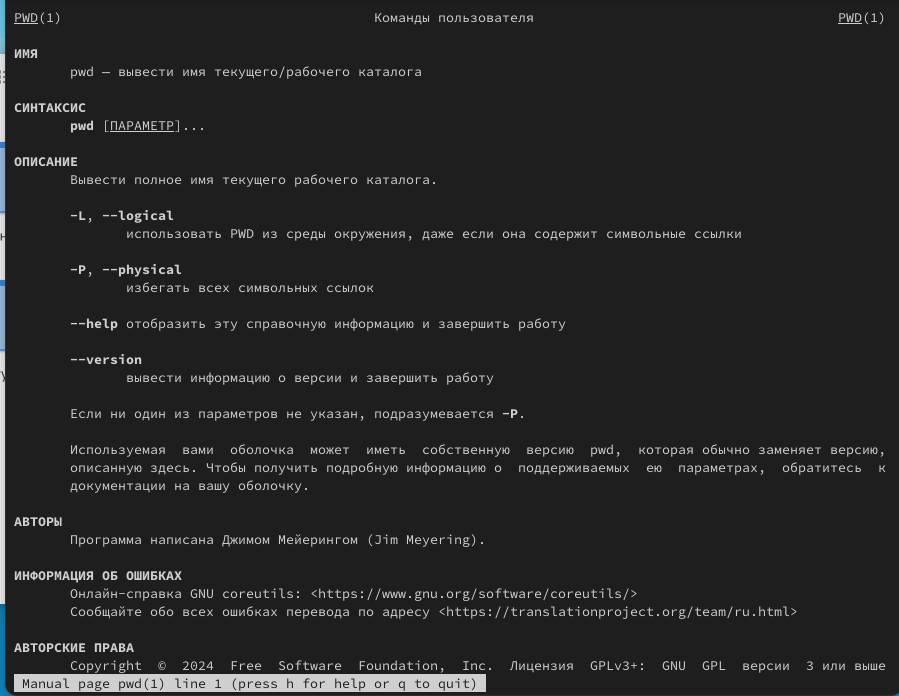 PWD(1) Команды пользователя PWD(1)
ИМЯ
pwd — вывести имя текущего/рабочего каталога
СИНТАКСИС
pwd [ПАРАМЕТР]...
ОПИСАНИЕ
Вывести полное имя текущего рабочего каталога.
-L, --logical
использовать PWD из среды окружения, даже если она содержит символьные ссылки
-P, --physical
избегать всех символьных ссылок
--help отобразить эту справочную информацию и завершить работу
--version
вывести информацию о версии и завершить работу
Если ни один из параметров не указан, подразумевается -P.
Используемая вами оболочка может иметь собственную версию pwd, которая обычно заменяет версию,
описанную здесь. Чтобы получить подробную информацию о поддерживаемых ею параметрах, обратитесь к
документации на вашу оболочку.
АВТОРЫ
Программа написана Джимом Мейерингом (Jim Meyering).
ИНФОРМАЦИЯ ОБ ОШИБКАХ
Онлайн-справка GNU coreutils: <https://www.gnu.org/software/coreutils/>
Сообщайте обо всех ошибках перевода по адресу <https://translationproject.org/team/ru.html>
АВТОРСКИЕ ПРАВА
Copyright © 2024 Free Software Foundation, Inc. Лицензия GPLv3+: GNU GPL версии 3 или выше
Manual page pwd(1) line 1 (press h for help or q to quit)